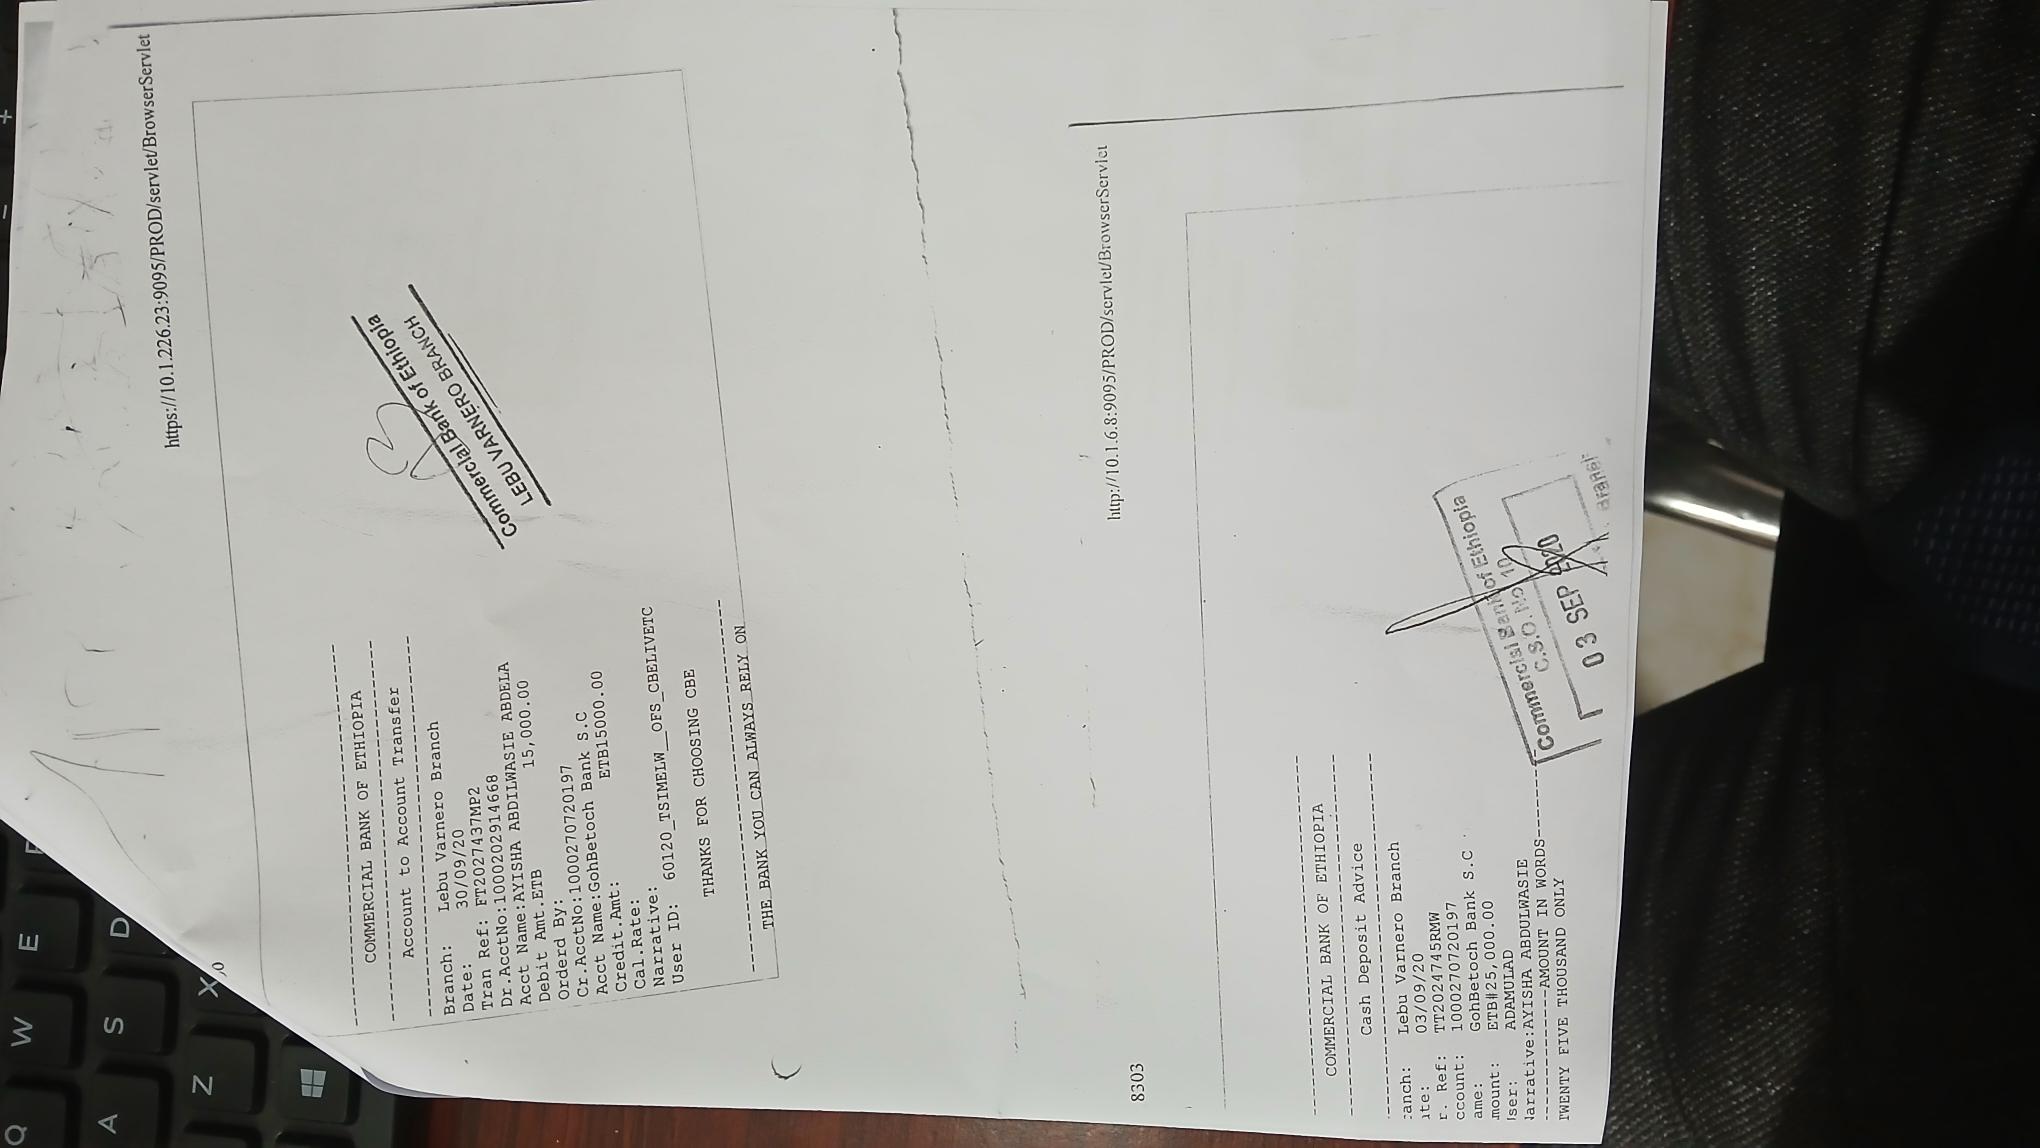 Q W E
A S D
Z X
https://10.1.226.23:9095/PROD/servlet/BrowserServlet
COMMERCIAL BANK OF ETHIOPIA
Account to Account Transfer
Branch: Lebu Varnero Branch
Date: 30/09/20
Tran Ref: FT2027437MP2
Dr.AcctNo:1000202914668
Acct Name:AYISHA ABDILWASIE ABDELA
Debit Amt.ETB 15,000.00
Orderd By:
Cr.AcctNo:1000270720197
Acct Name:GohBetoch Bank S.C
Credit.Amt: ETB15000.00
Cal.Rate:
Narrative:
User ID: 60120_TSIMELW__OFS_CBELIVETC
THANKS FOR CHOOSING CBE
THE BANK YOU CAN ALWAYS RELY ON
Commercial Bank of Ethiopia
LEBU VARNERO BRANCH
8303
http://10.1.6.8:9095/PROD/servlet/BrowserServlet
COMMERCIAL BANK OF ETHIOPIA
Cash Deposit Advice
anch: Lebu Varnero Branch
te: 03/09/20
r. Ref: TT2024745RMW
ccount: 1000270720197
ame: GohBetoch Bank S.C
mount: ETB#25,000.00
ser: ADAMULAD
arrative:AYISHA ABDULWASIE
AMOUNT IN WORDS
TWENTY FIVE THOUSAND ONLY
Commercial Bank of Ethiopia
C.S.O. No 10
03 SEP 2020